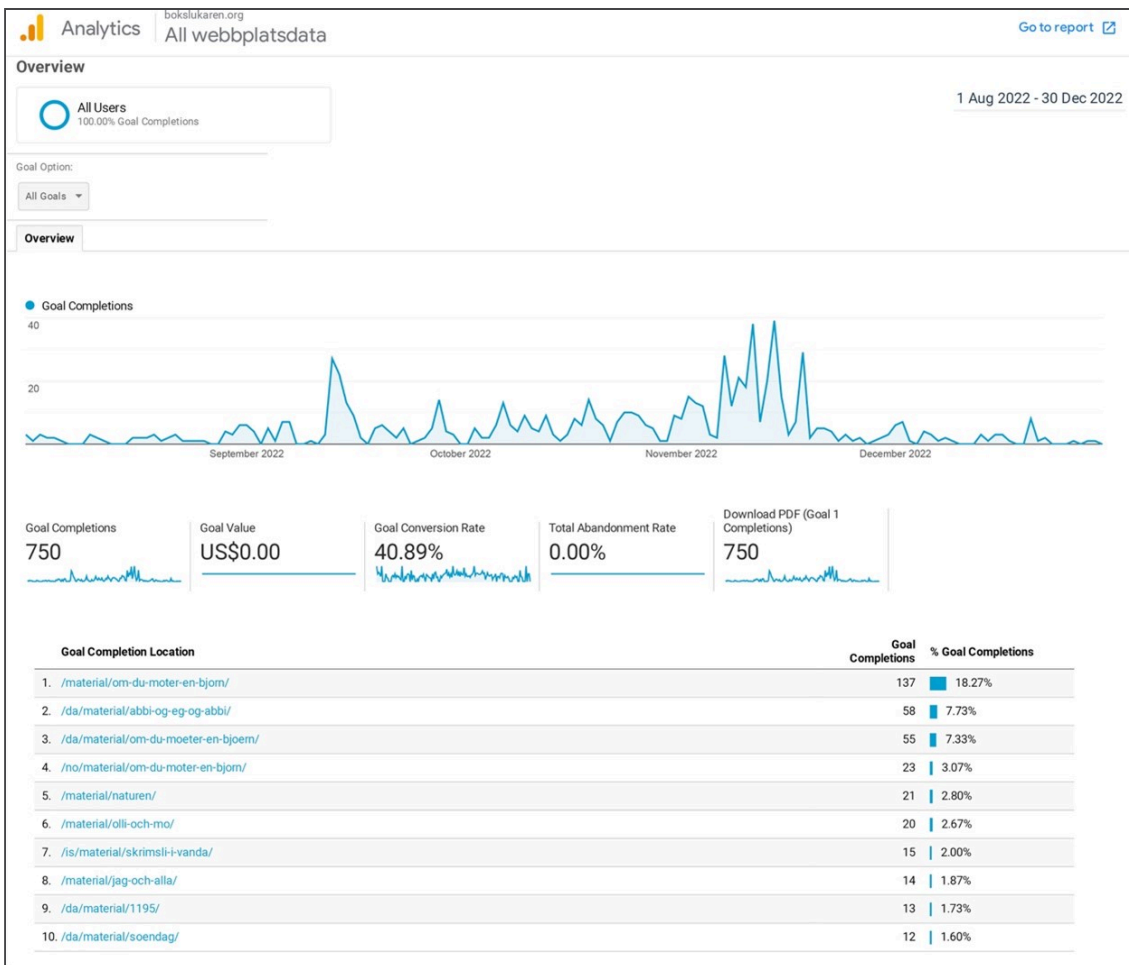 Analytics
bokslukaren.org
All webbplatsdata
Go to report
Overview
All Users
100.00% Goal Completions
1 Aug 2022 - 30 Dec 2022
Goal Option:
All Goals
Overview
Goal Completions
40
20
September 2022
October 2022
November 2022
December 2022
Goal Completions
750
Goal Value
US$0.00
Goal Conversion Rate
40.89%
Total Abandonment Rate
0.00%
Download PDF (Goal 1
Completions)
750
Goal Completion Location
Goal
Completions
% Goal Completions
1. /material/om-du-moter-en-bjorn/ 137 18.27%
2. /da/material/abbi-og-eg-og-abbi/ 58 7.73%
3. /da/material/om-du-moeter-en-bjoern/ 55 7.33%
4. /no/material/om-du-moter-en-bjorn/ 23 3.07%
5. /material/naturen/ 21 2.80%
6. /material/olli-och-mo/ 20 2.67%
7. /is/material/skrimsli-i-vanda/ 15 2.00%
8. /material/jag-och-alla/ 14 1.87%
9. /da/material/1195/ 13 1.73%
10. /da/material/soendag/ 12 1.60%